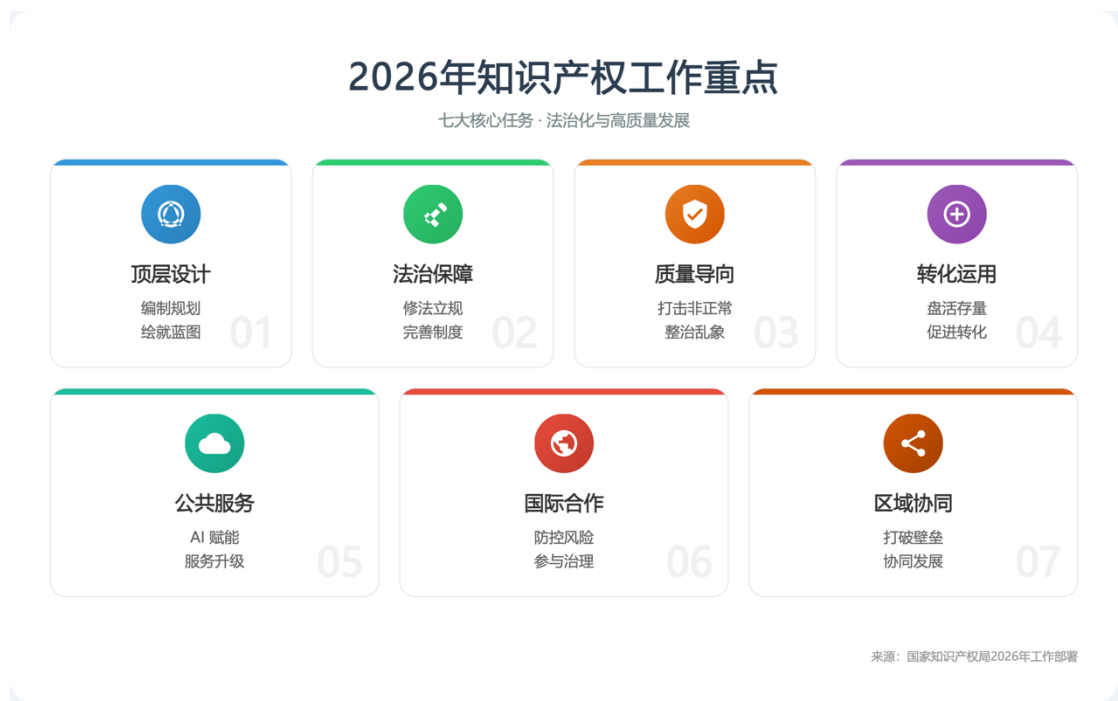 2026年知识产权工作重点
七大核心任务 · 法治化与高质量发展
顶层设计
编制规划
绘就蓝图
01
法治保障
修法立规
完善制度
02
质量导向
打击非正常
整治乱象
03
转化运用
盘活存量
促进转化
04
公共服务
AI 赋能
服务升级
05
国际合作
防控风险
参与治理
06
区域协同
打破壁垒
协同发展
07
来源：国家知识产权局2026年工作部署